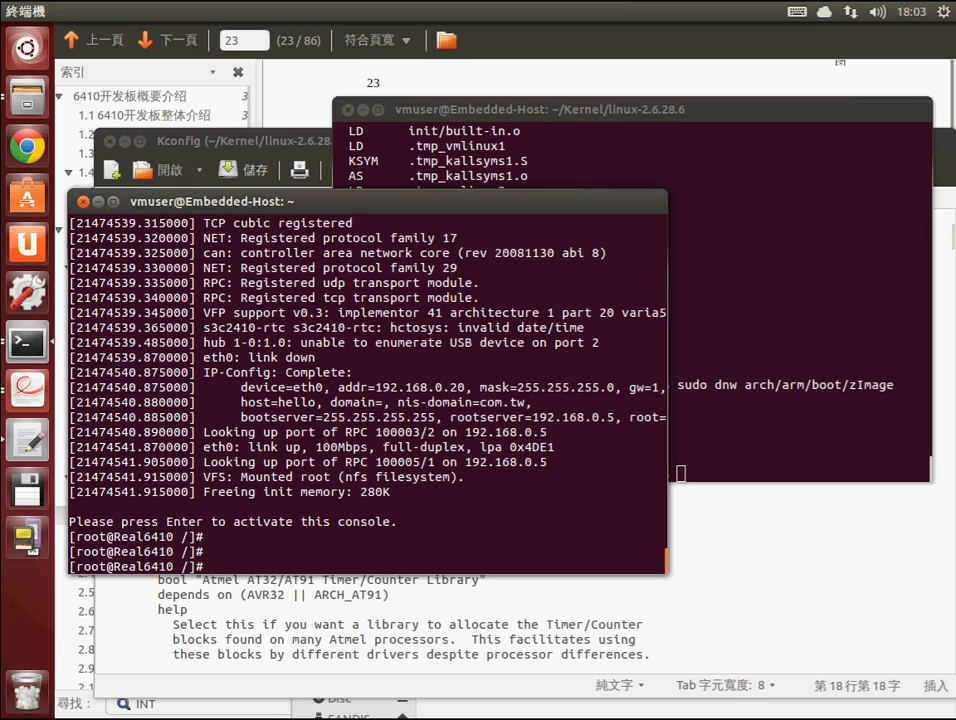 終端機
18:03
上一頁
下一頁
23
(23 / 86)
符合頁寬
索引
23
6410开发板概要介绍 3
1.1 6410开发板整体介绍 3
vmuser@Embedded-Host: ~/Kernel/linux-2.6.28.6
LD init/built-in.o
LD .tmp_vmlinux1
KSYM .tmp_kallsyms1.S
AS .tmp_kallsyms1.o
sudo dnw arch/arm/boot/zImage
Kconfig (~/Kernel/linux-2.6.28.
開啟
儲存
vmuser@Embedded-Host: ~
[21474539.315000] TCP cubic registered
[21474539.320000] NET: Registered protocol family 17
[21474539.325000] can: controller area network core (rev 20081130 abi 8)
[21474539.330000] NET: Registered protocol family 29
[21474539.335000] RPC: Registered udp transport module.
[21474539.340000] RPC: Registered tcp transport module.
[21474539.345000] VFP support v0.3: implementor 41 architecture 1 part 20 varia5
[21474539.365000] s3c2410-rtc s3c2410-rtc: hctosys: invalid date/time
[21474539.485000] hub 1-0:1.0: unable to enumerate USB device on port 2
[21474539.870000] eth0: link down
[21474540.875000] IP-Config: Complete:
[21474540.875000] device=eth0, addr=192.168.0.20, mask=255.255.255.0, gw=1,
[21474540.880000] host=hello, domain=, nis-domain=com.tw,
[21474540.885000] bootserver=255.255.255.255, rootserver=192.168.0.5, root=
[21474540.890000] Looking up port of RPC 100003/2 on 192.168.0.5
[21474541.870000] eth0: link up, 100Mbps, full-duplex, lpa 0x4DE1
[21474541.905000] Looking up port of RPC 100005/1 on 192.168.0.5
[21474541.915000] VFS: Mounted root (nfs filesystem).
[21474541.915000] Freeing init memory: 280K
Please press Enter to activate this console.
[root@Real6410 /]#
[root@Real6410 /]#
[root@Real6410 /]#
bool "Atmel AT32/AT91 Timer/Counter Library"
depends on (AVR32 || ARCH_AT91)
help
Select this if you want a library to allocate the Timer/Counter
blocks found on many Atmel processors. This facilitates using
these blocks by different drivers despite processor differences.
2.5
2.6
2.7
2.8
2.9
純文字
Tab 字元寬度: 8
第 18 行第 18 字
插入
尋找：
INT